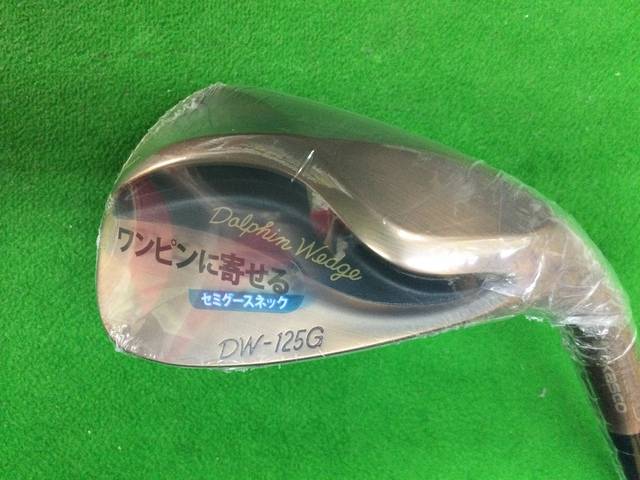 Dolphin Wedge
ワンピンに寄せる
セミグースネック
DW-125G